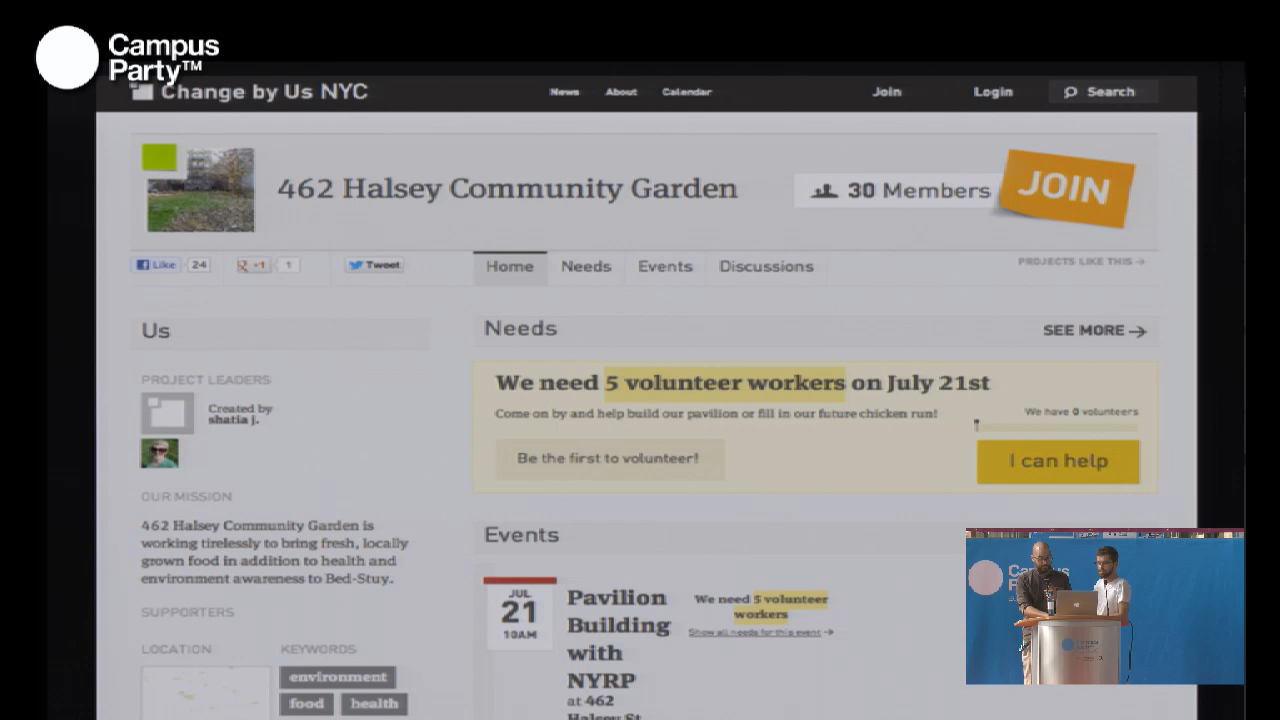 Campus
Party™
Change by Us NYC
News About Calendar
Join Login Search
462 Halsey Community Garden
30 Members
JOIN
Like 24
+1 1
Tweet
Home Needs Events Discussions
PROJECTS LIKE THIS →
Us
PROJECT LEADERS
Created by
shatia j.
OUR MISSION
462 Halsey Community Garden is
working tirelessly to bring fresh, locally
grown food in addition to health and
environment awareness to Bed-Stuy.
SUPPORTERS
LOCATION
KEYWORDS
environment
food health
Needs
SEE MORE →
We need 5 volunteer workers on July 21st
Come on by and help build our pavilion or fill in our future chicken run!
We have 0 volunteers
Be the first to volunteer!
I can help
Events
JUL
21
10AM
Pavilion
Building
with
NYRP
at 462
Halsey St
We need 5 volunteer
workers
Show all needs for this event →
Campus
Party